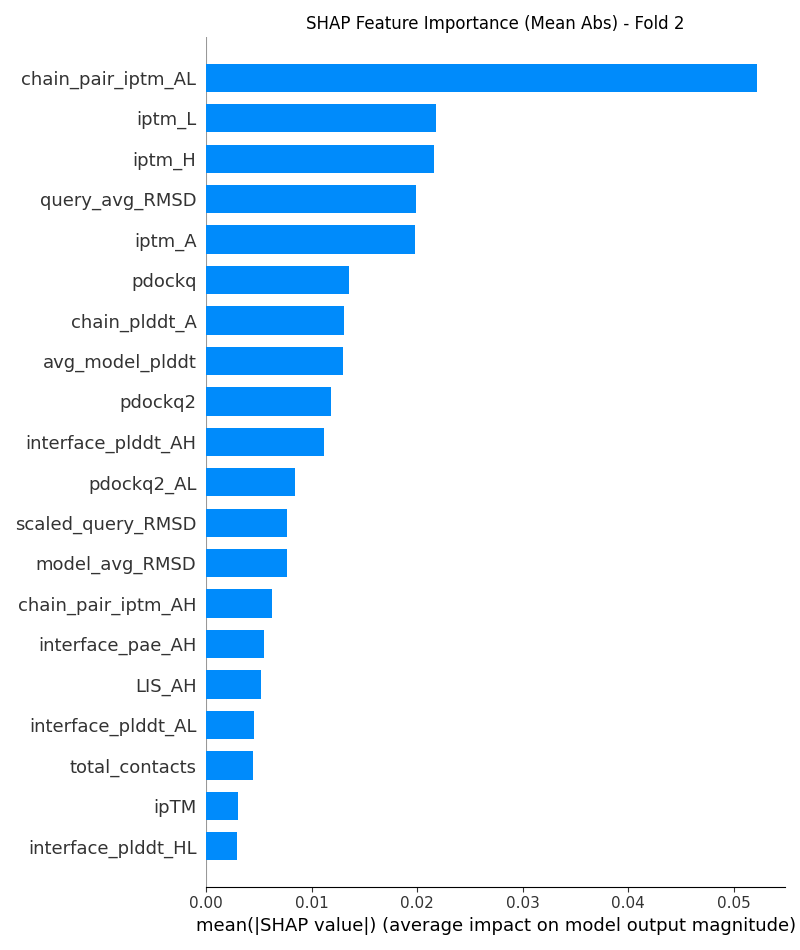 SHAP Feature Importance (Mean Abs) - Fold 2
chain_pair_iptm_AL
iptm_L
iptm_H
query_avg_RMSD
iptm_A
pdockq
chain_plddt_A
avg_model_plddt
pdockq2
interface_plddt_AH
pdockq2_AL
scaled_query_RMSD
model_avg_RMSD
chain_pair_iptm_AH
interface_pae_AH
LIS_AH
interface_plddt_AL
total_contacts
ipTM
interface_plddt_HL
0.00 0.01 0.02 0.03 0.04 0.05
mean(|SHAP value|) (average impact on model output magnitude)